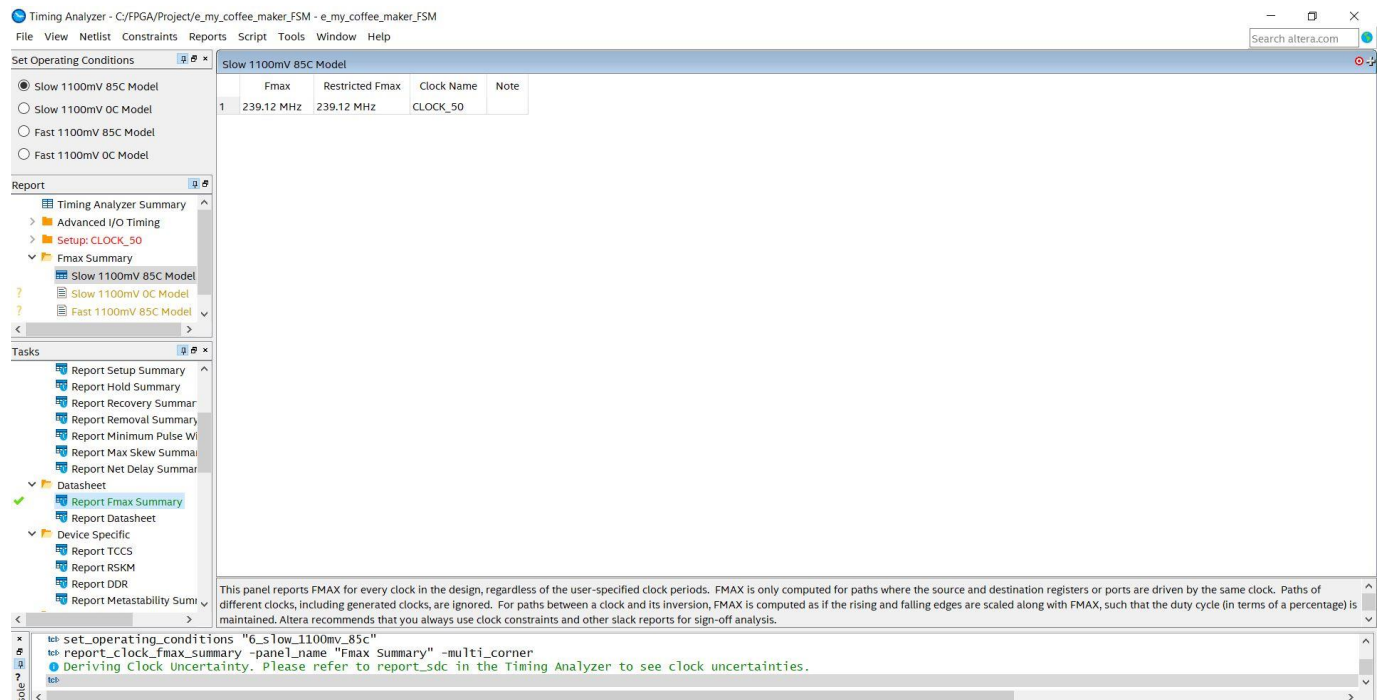 Timing Analyzer - C:/FPGA/Project/e_my_coffee_maker_FSM - e_my_coffee_maker_FSM
File View Netlist Constraints Reports Script Tools Window Help
Search altera.com
Set Operating Conditions
Slow 1100mV 85C Model
Slow 1100mV 0C Model
Fast 1100mV 85C Model
Fast 1100mV 0C Model
Report
Timing Analyzer Summary
Advanced I/O Timing
Setup: CLOCK_50
Fmax Summary
Slow 1100mV 85C Model
? Slow 1100mV 0C Model
? Fast 1100mV 85C Model
Tasks
Report Setup Summary
Report Hold Summary
Report Recovery Summar
Report Removal Summary
Report Minimum Pulse Wi
Report Max Skew Summar
Report Net Delay Summar
Datasheet
Report Fmax Summary
Report Datasheet
Device Specific
Report TCCS
Report RSKM
Report DDR
Report Metastability Summ
Slow 1100mV 85C Model
Fmax Restricted Fmax Clock Name Note
1 239.12 MHz 239.12 MHz CLOCK_50
This panel reports FMAX for every clock in the design, regardless of the user-specified clock periods. FMAX is only computed for paths where the source and destination registers or ports are driven by the same clock. Paths of
different clocks, including generated clocks, are ignored. For paths between a clock and its inversion, FMAX is computed as if the rising and falling edges are scaled along with FMAX, such that the duty cycle (in terms of a percentage) is
maintained. Altera recommends that you always use clock constraints and other slack reports for sign-off analysis.
tcl> set_operating_conditions "6_slow_1100mv_85c"
tcl> report_clock_fmax_summary -panel_name "Fmax Summary" -multi_corner
Deriving Clock Uncertainty. Please refer to report_sdc in the Timing Analyzer to see clock uncertainties.
tcl>